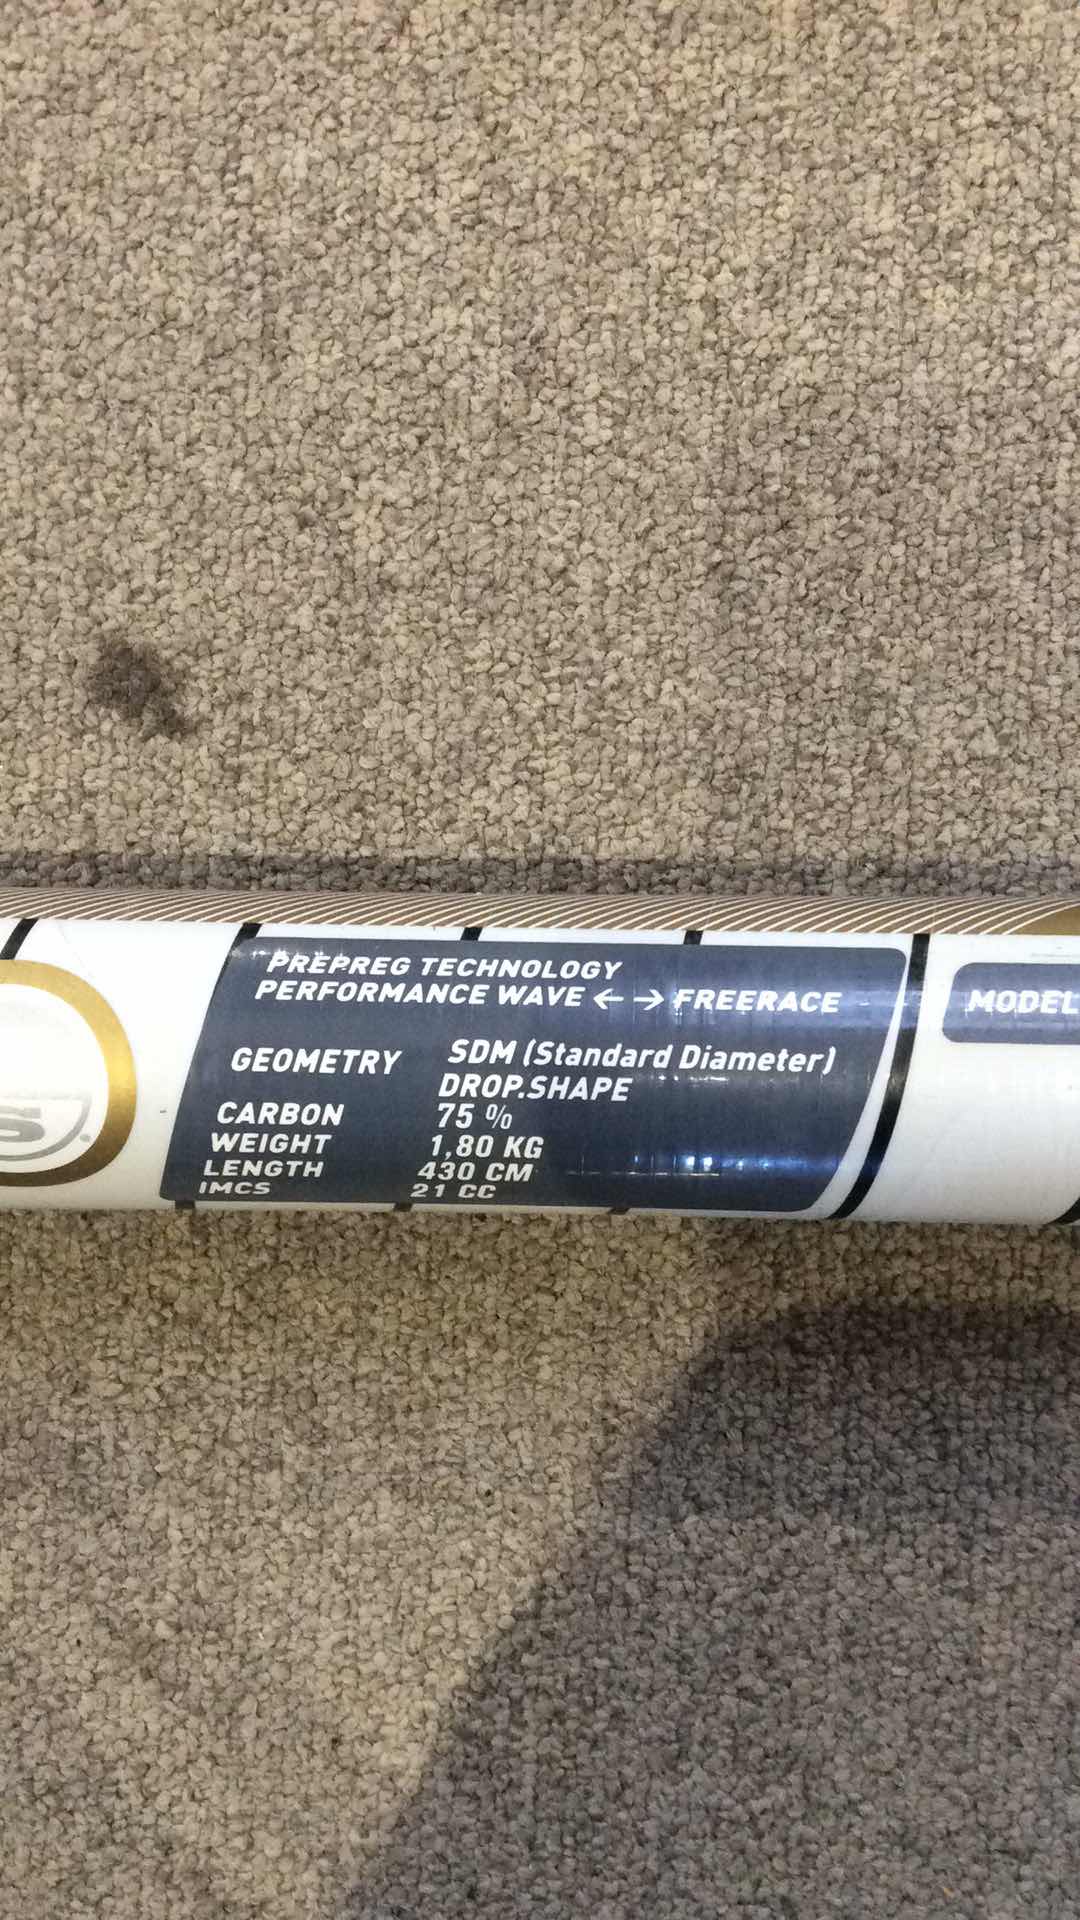 PREPREG TECHNOLOGY
PERFORMANCE WAVE ← → FREERACE
GEOMETRY SDM (Standard Diameter)
DROP.SHAPE
CARBON 75 %
WEIGHT 1,80 KG
LENGTH 430 CM
IMCS 21 CC
MODEL
S